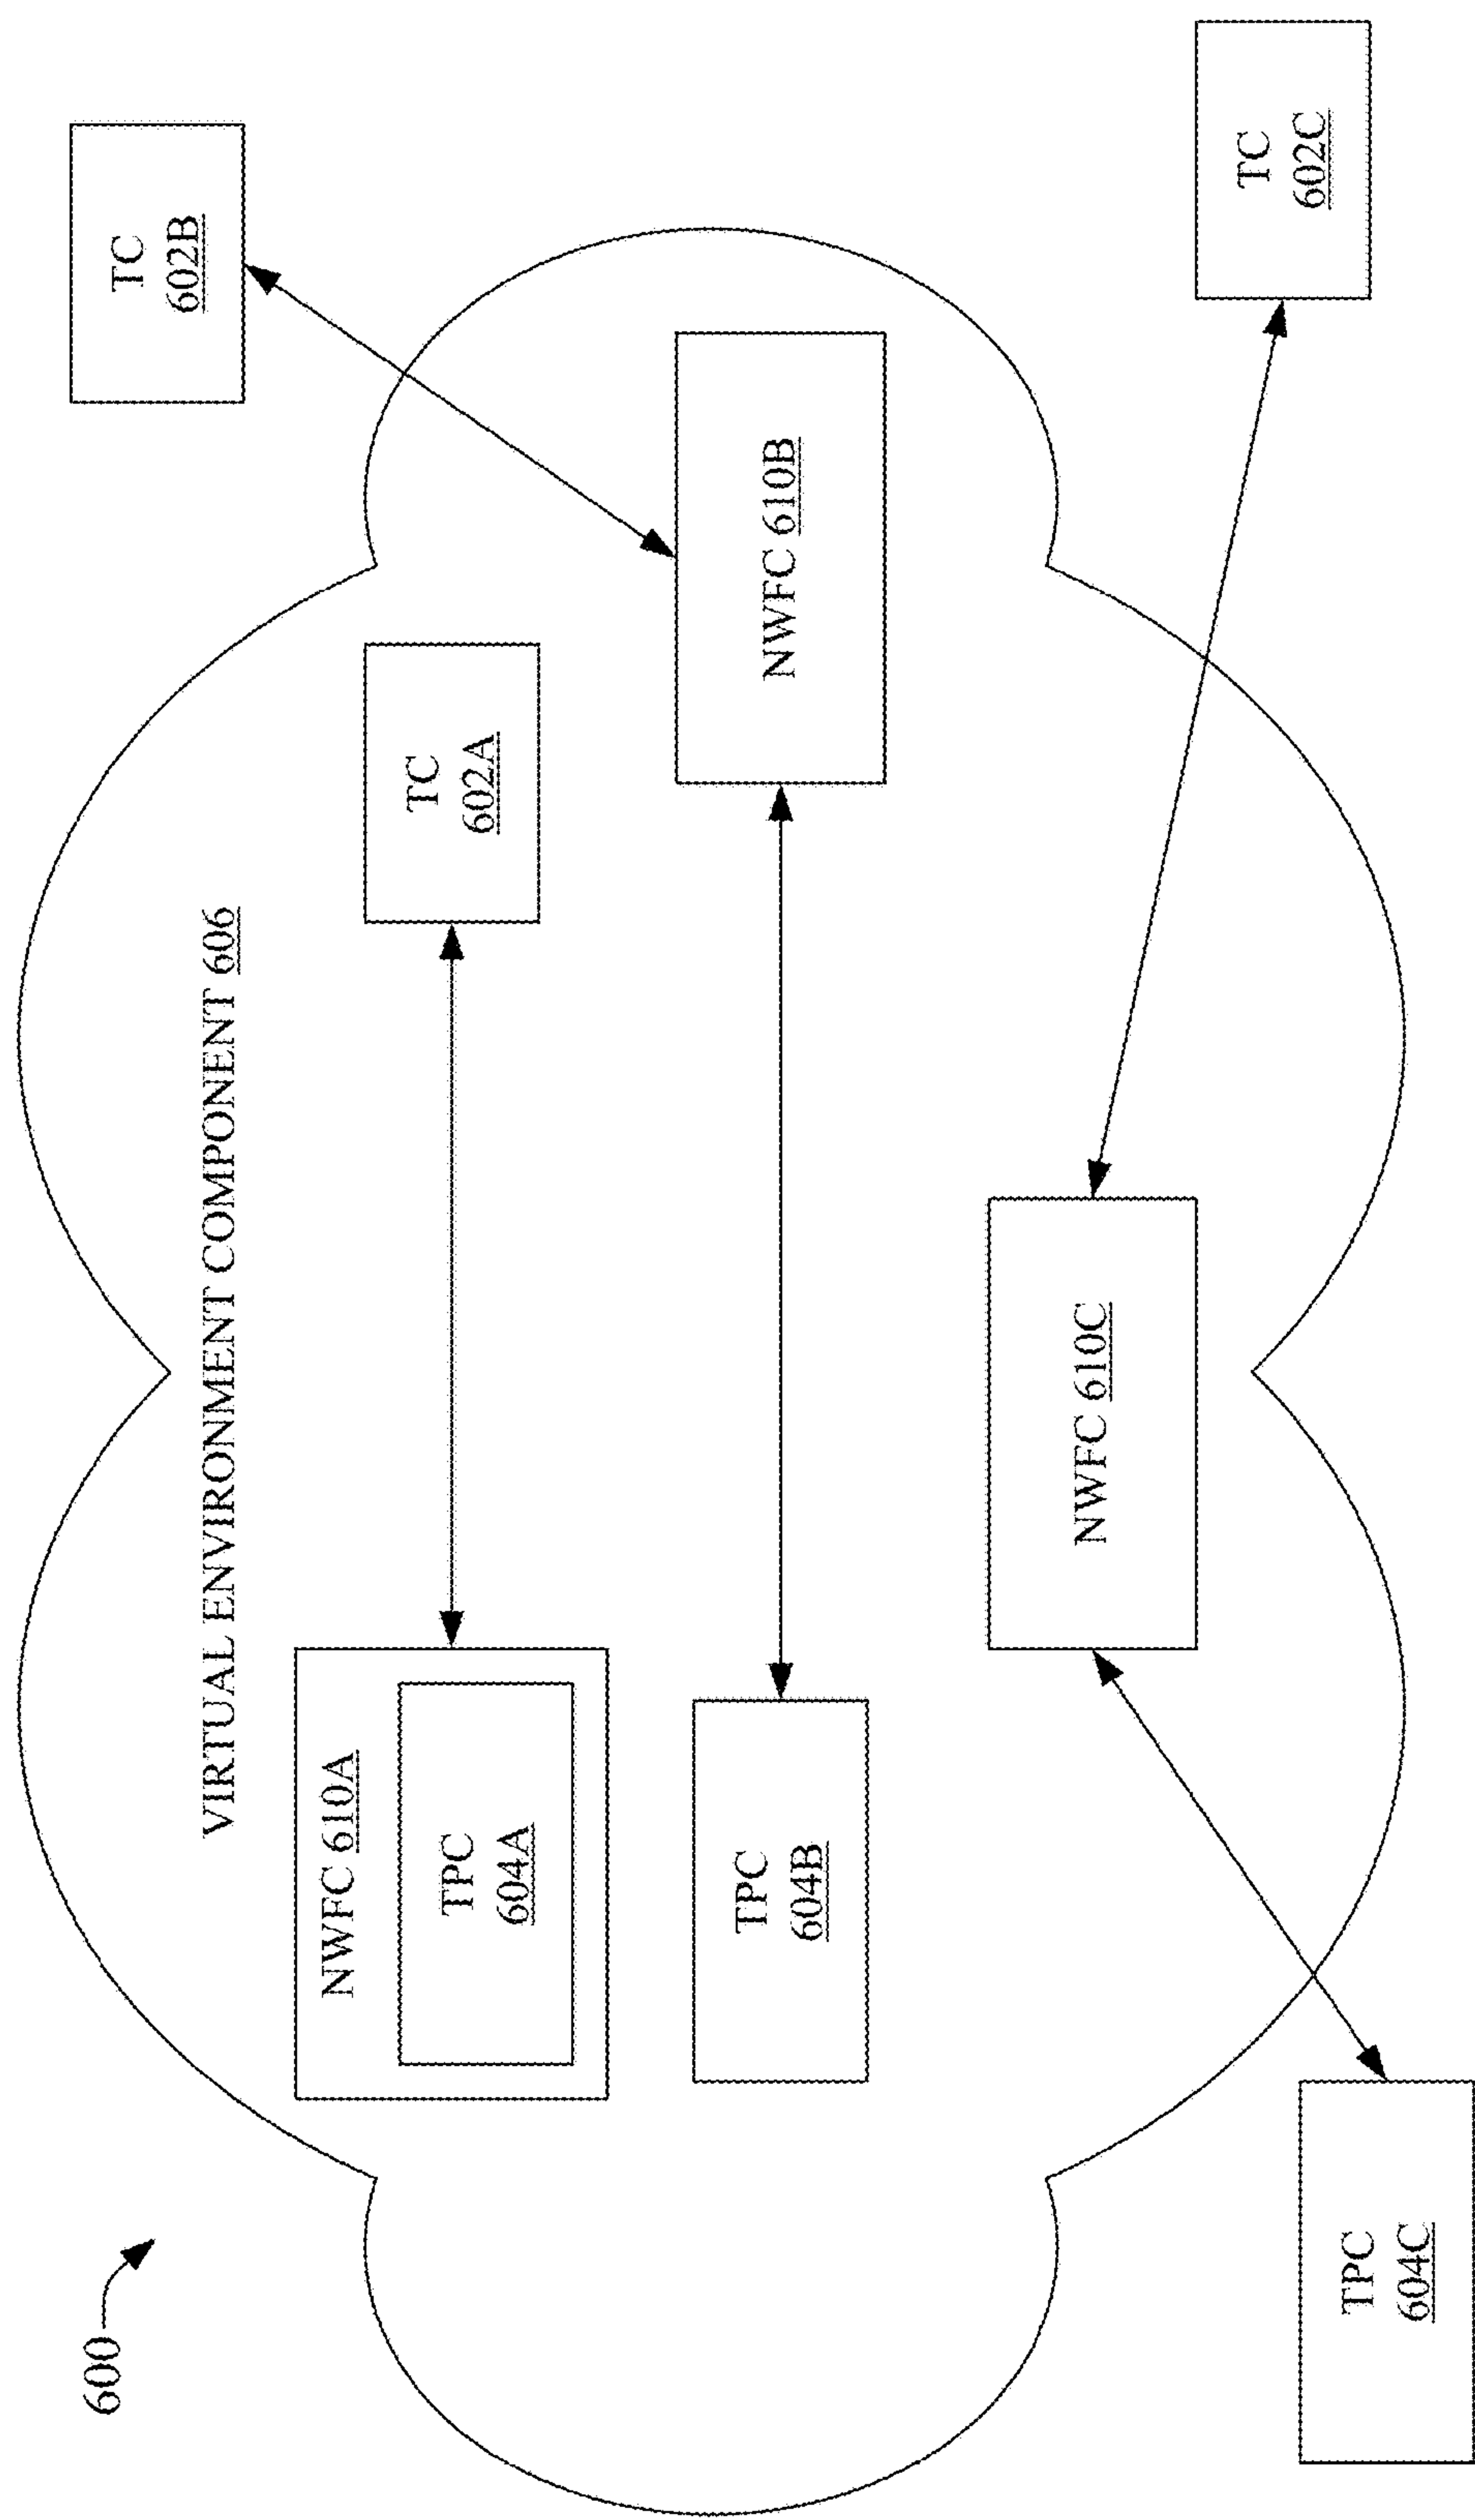 600
VIRTUAL ENVIRONMENT COMPONENT 606
NWFC 610A
TPC
604A
TC
602A
TC
602B
TPC
604B
NWFC 610B
NWFC 610C
TPC
604C
TC
602C